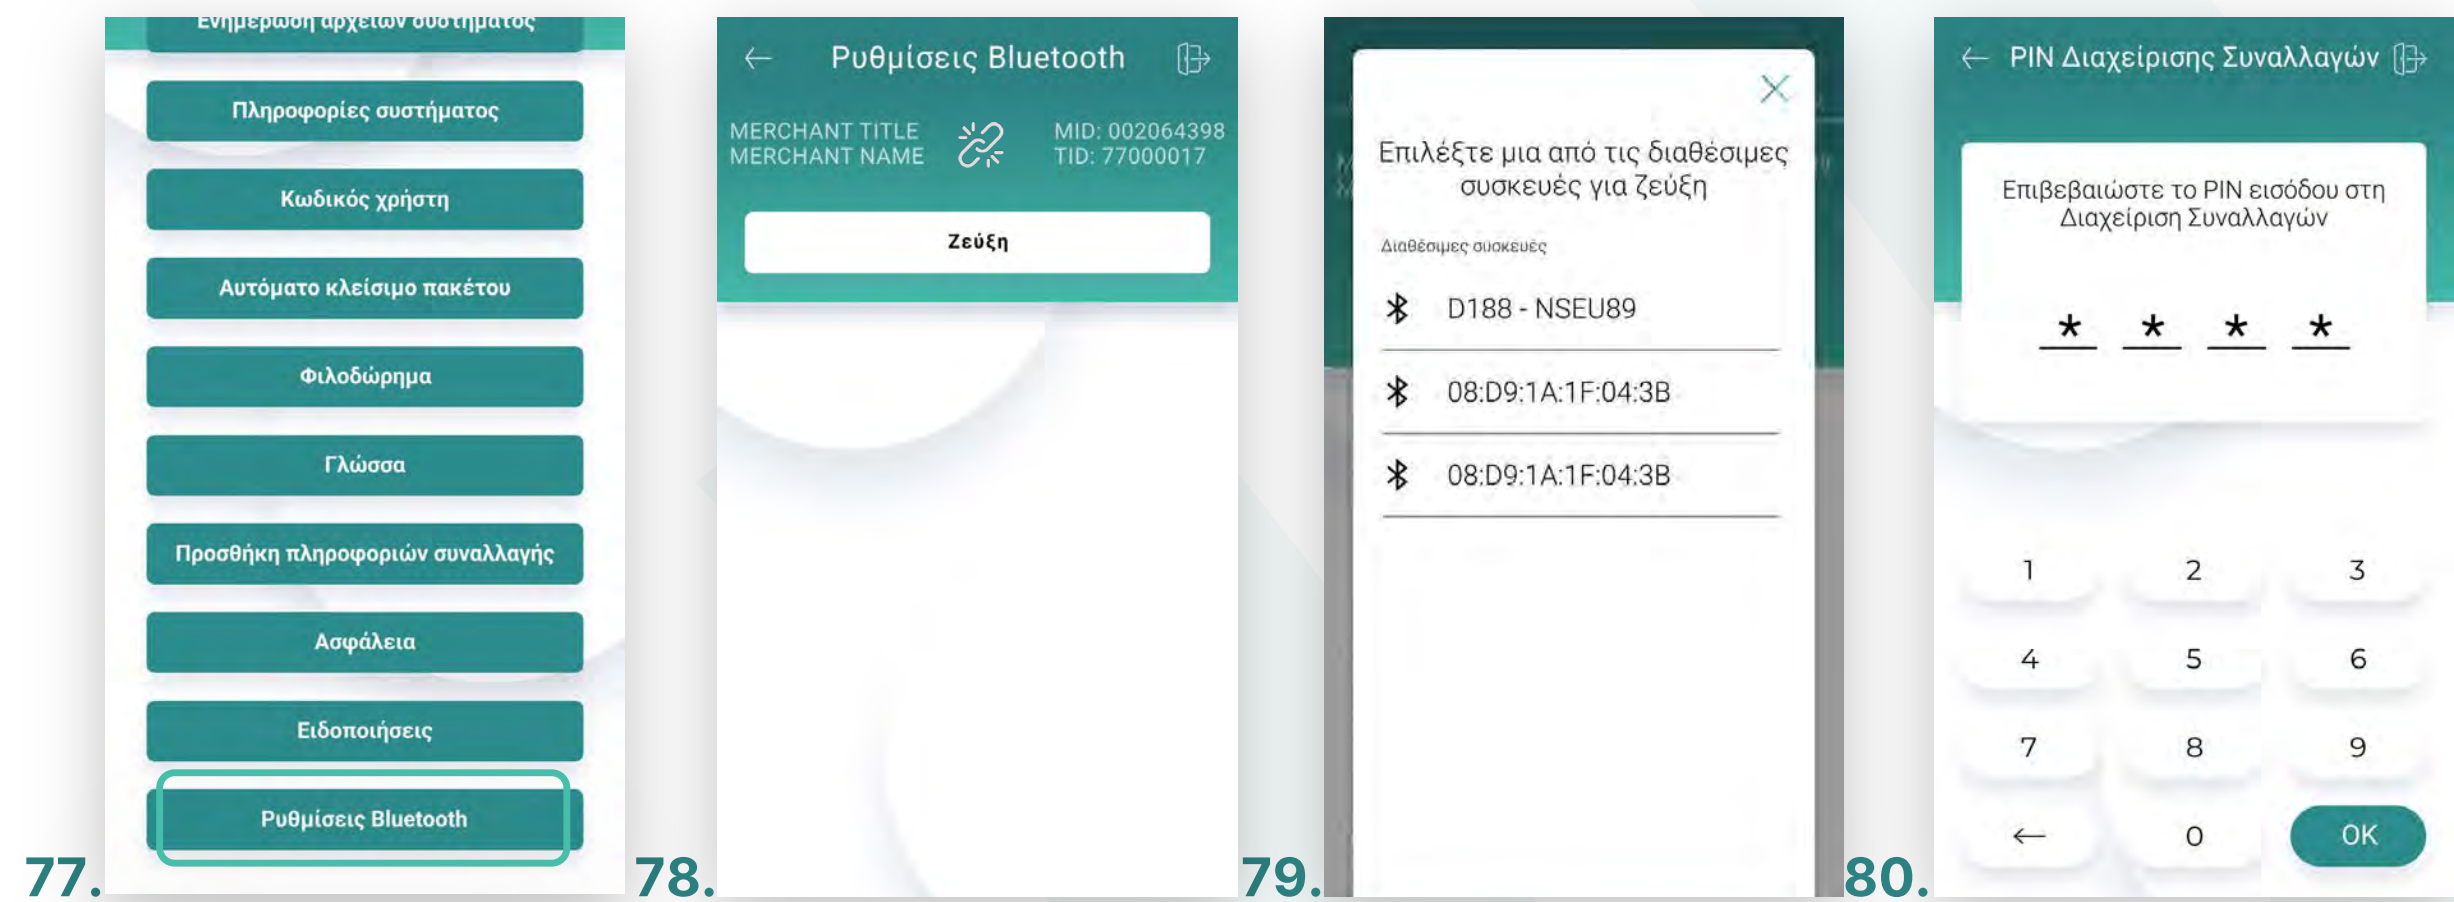 Ενημέρωση αρχείων συστήματος
Πληροφορίες συστήματος
Κωδικός χρήστη
Αυτόματο κλείσιμο πακέτου
Φιλοδώρημα
Γλώσσα
Προσθήκη πληροφοριών συναλλαγής
Ασφάλεια
Ειδοποιήσεις
Ρυθμίσεις Bluetooth
77.
Ρυθμίσεις Bluetooth
MERCHANT TITLE
MERCHANT NAME
MID: 002064398
TID: 77000017
Ζεύξη
78.
Επιλέξτε μια από τις διαθέσιμες
συσκευές για ζεύξη
Διαθέσιμες συσκευές
D188 - NSEU89
08:D9:1A:1F:04:3B
08:D9:1A:1F:04:3B
79.
PIN Διαχείρισης Συναλλαγών
Επιβεβαιώστε το PIN εισόδου στη
Διαχείριση Συναλλαγών
* * * *
1 2 3
4 5 6
7 8 9
0 OK
80.